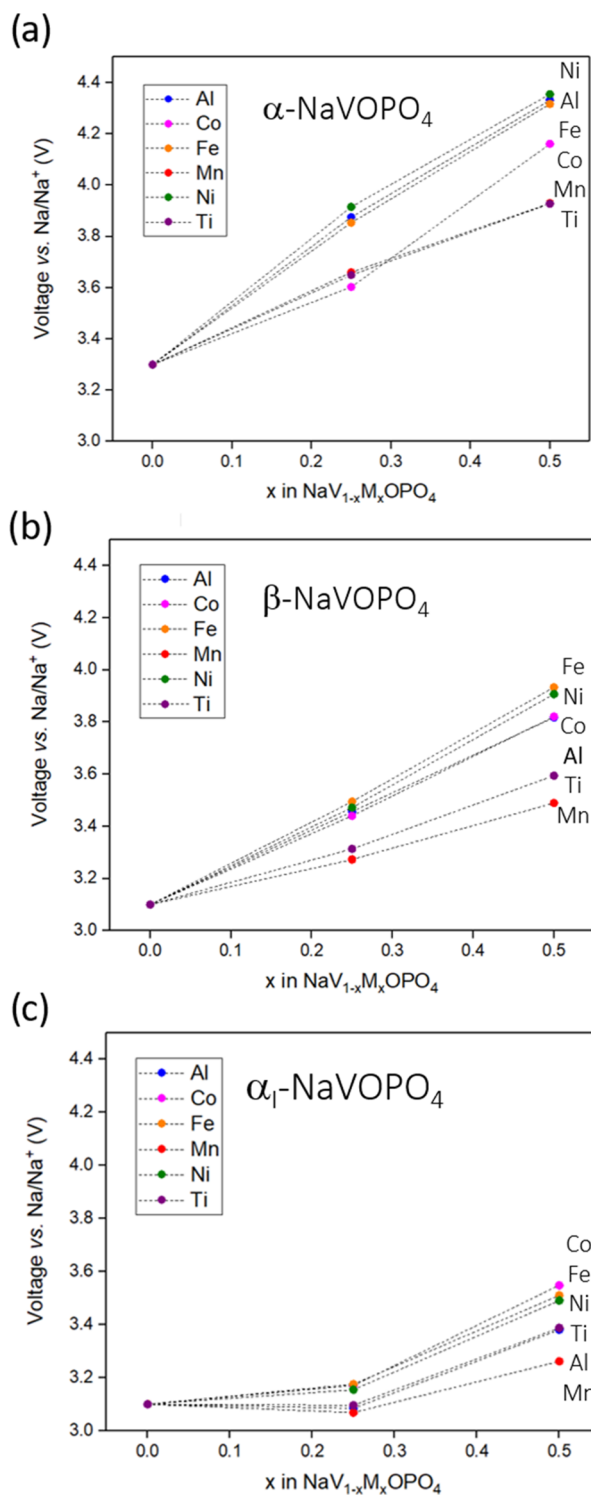 (a)
4.4
4.2
4.0
3.8
3.6
3.4
3.2
3.0
Voltage vs. Na/Na⁺ (V)
Al
Co
Fe
Mn
Ni
Ti
α-NaVOPO₄
Ni
Al
Fe
Co
Mn
Ti
0.0 0.1 0.2 0.3 0.4 0.5
x in NaV₁₋ₓMₓOPO₄
(b)
4.4
4.2
4.0
3.8
3.6
3.4
3.2
3.0
Voltage vs. Na/Na⁺ (V)
Al
Co
Fe
Mn
Ni
Ti
β-NaVOPO₄
Fe
Ni
Co
Al
Ti
Mn
0.0 0.1 0.2 0.3 0.4 0.5
x in NaV₁₋ₓMₓOPO₄
(c)
4.4
4.2
4.0
3.8
3.6
3.4
3.2
3.0
Voltage vs. Na/Na⁺ (V)
Al
Co
Fe
Mn
Ni
Ti
α₁-NaVOPO₄
Co
Fe
Ni
Ti
Al
Mn
0.0 0.1 0.2 0.3 0.4 0.5
x in NaV₁₋ₓMₓOPO₄